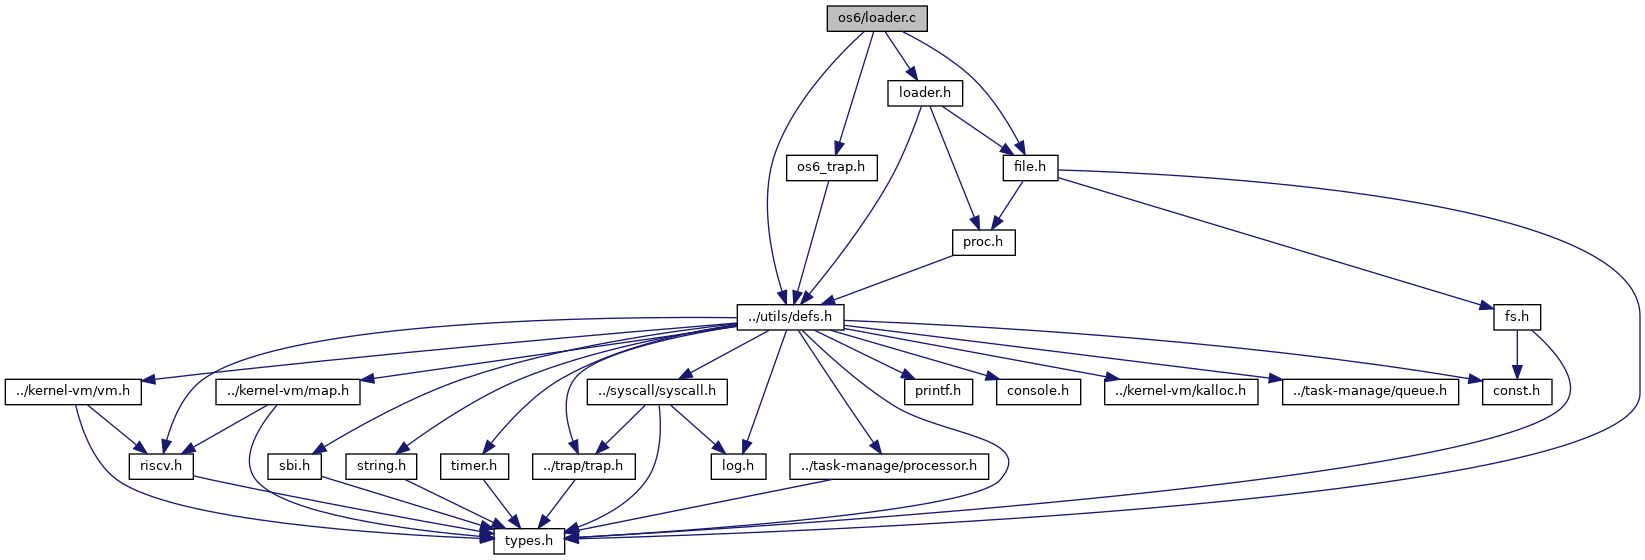 os6/loader.c
loader.h
os6_trap.h
file.h
proc.h
../utils/defs.h
fs.h
../kernel-vm/vm.h
../kernel-vm/map.h
../syscall/syscall.h
printf.h
console.h
../kernel-vm/kalloc.h
../task-manage/queue.h
const.h
riscv.h
sbi.h
string.h
timer.h
../trap/trap.h
log.h
../task-manage/processor.h
types.h